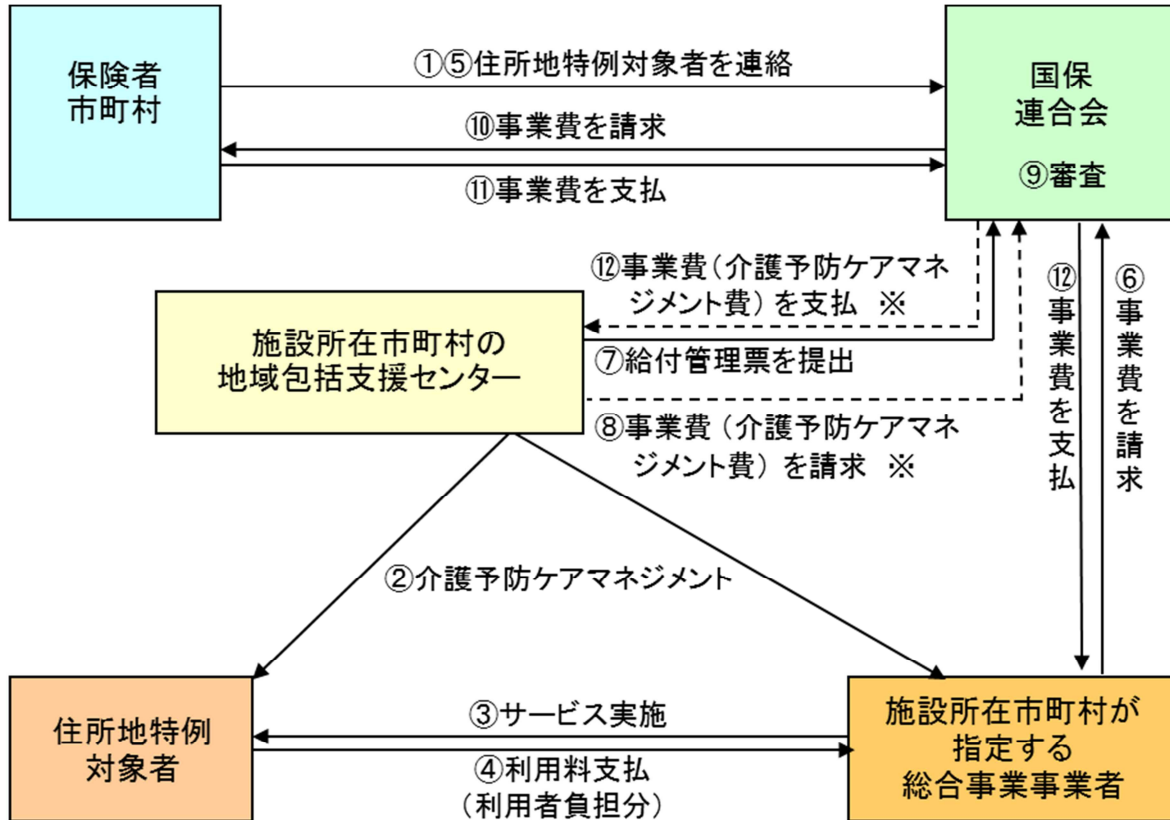 保険者
市町村
①⑤住所地特例対象者を連絡
⑩事業費を請求
⑪事業費を支払
国保
連合会
⑨審査
⑫事業費（介護予防ケアマネ
ジメント費）を支払 ※
施設所在市町村の
地域包括支援センター
⑦給付管理票を提出
⑧事業費（介護予防ケアマネ
ジメント費）を請求 ※
⑫事業費を支払
⑥事業費を請求
②介護予防ケアマネジメント
住所地特例
対象者
③サービス実施
④利用料支払
（利用者負担分）
施設所在市町村が
指定する
総合事業事業者